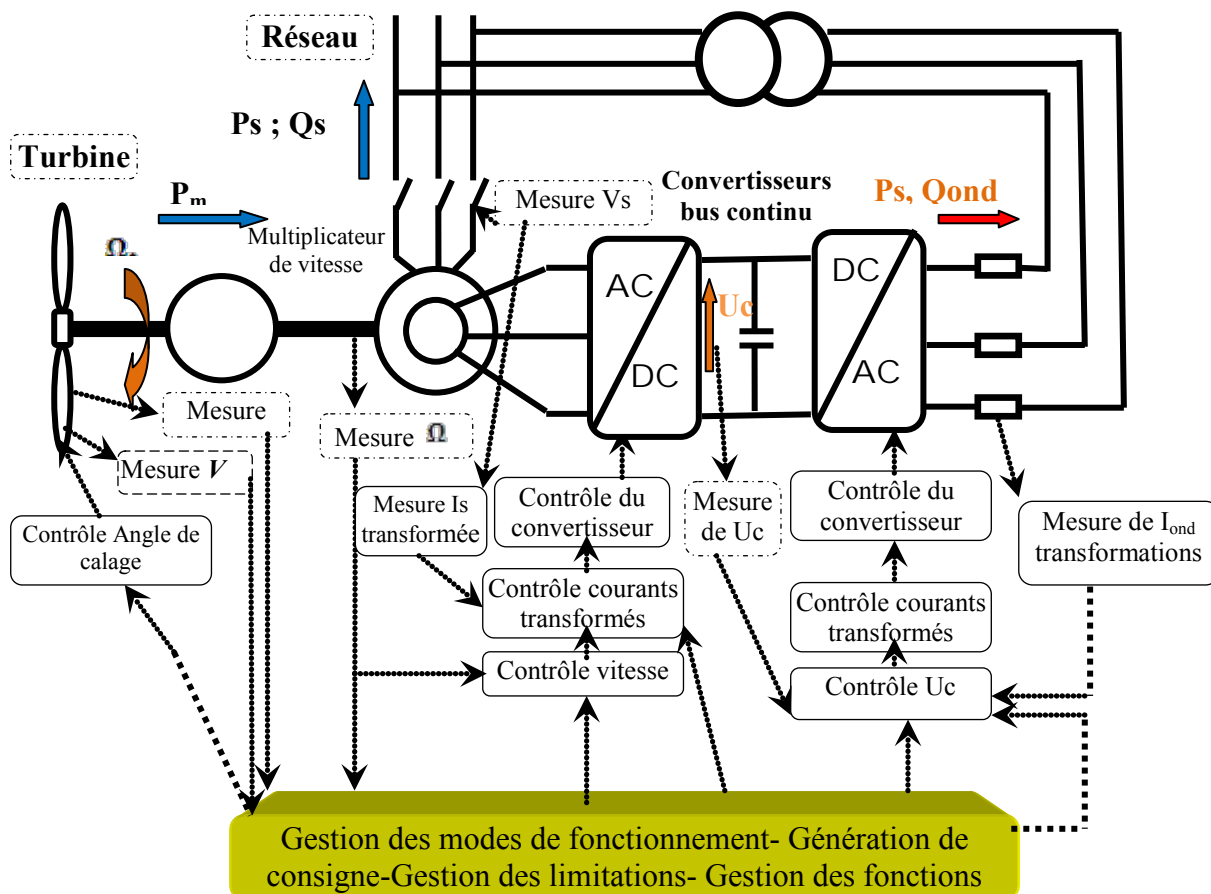 Réseau
Ps ; Qs
Turbine
Pm
Ω
Multiplicateur
de vitesse
Mesure Vs
Convertisseurs
bus continu
Ps, Qond
AC
DC
Uc
DC
AC
Mesure
Mesure V
Contrôle Angle de
calage
Mesure Ω
Mesure Is
transformée
Contrôle du
convertisseur
Mesure
de Uc
Contrôle du
convertisseur
Mesure de Iond
transformations
Contrôle courants
transformés
Contrôle courants
transformés
Contrôle vitesse
Contrôle Uc
Gestion des modes de fonctionnement- Génération de
consigne-Gestion des limitations- Gestion des fonctions